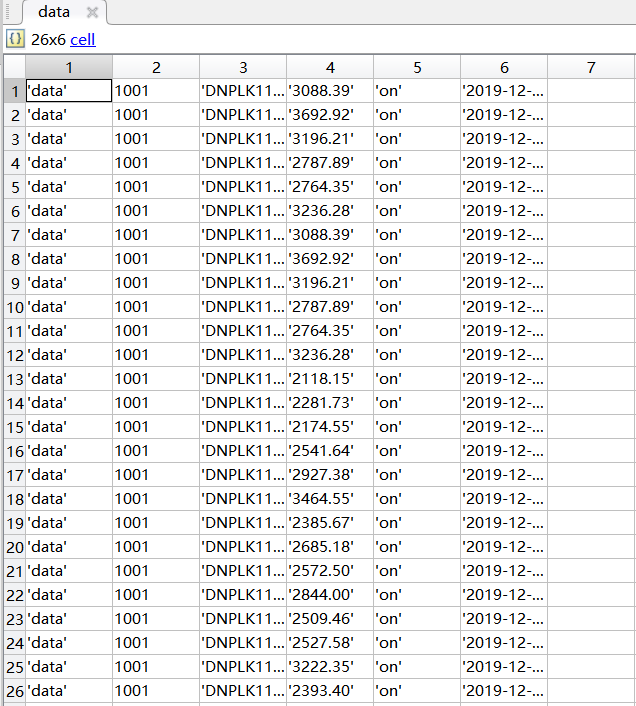 data
26x6 cell
1 2 3 4 5 6 7
1 'data' 1001 'DNPLK11... '3088.39' 'on' '2019-12-...
2 'data' 1001 'DNPLK11... '3692.92' 'on' '2019-12-...
3 'data' 1001 'DNPLK11... '3196.21' 'on' '2019-12-...
4 'data' 1001 'DNPLK11... '2787.89' 'on' '2019-12-...
5 'data' 1001 'DNPLK11... '2764.35' 'on' '2019-12-...
6 'data' 1001 'DNPLK11... '3236.28' 'on' '2019-12-...
7 'data' 1001 'DNPLK11... '3088.39' 'on' '2019-12-...
8 'data' 1001 'DNPLK11... '3692.92' 'on' '2019-12-...
9 'data' 1001 'DNPLK11... '3196.21' 'on' '2019-12-...
10 'data' 1001 'DNPLK11... '2787.89' 'on' '2019-12-...
11 'data' 1001 'DNPLK11... '2764.35' 'on' '2019-12-...
12 'data' 1001 'DNPLK11... '3236.28' 'on' '2019-12-...
13 'data' 1001 'DNPLK11... '2118.15' 'on' '2019-12-...
14 'data' 1001 'DNPLK11... '2281.73' 'on' '2019-12-...
15 'data' 1001 'DNPLK11... '2174.55' 'on' '2019-12-...
16 'data' 1001 'DNPLK11... '2541.64' 'on' '2019-12-...
17 'data' 1001 'DNPLK11... '2927.38' 'on' '2019-12-...
18 'data' 1001 'DNPLK11... '3464.55' 'on' '2019-12-...
19 'data' 1001 'DNPLK11... '2385.67' 'on' '2019-12-...
20 'data' 1001 'DNPLK11... '2685.18' 'on' '2019-12-...
21 'data' 1001 'DNPLK11... '2572.50' 'on' '2019-12-...
22 'data' 1001 'DNPLK11... '2844.00' 'on' '2019-12-...
23 'data' 1001 'DNPLK11... '2509.46' 'on' '2019-12-...
24 'data' 1001 'DNPLK11... '2527.58' 'on' '2019-12-...
25 'data' 1001 'DNPLK11... '3222.35' 'on' '2019-12-...
26 'data' 1001 'DNPLK11... '2393.40' 'on' '2019-12-...